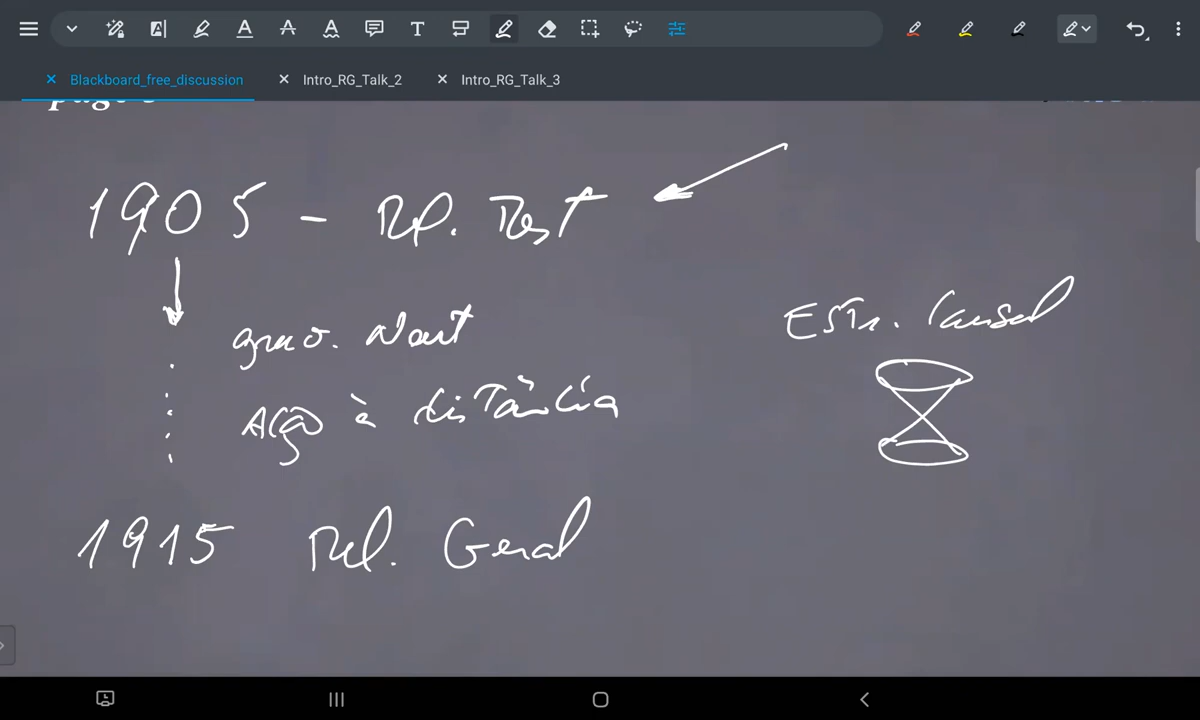 Blackboard_free_discussion Intro_RG_Talk_2 Intro_RG_Talk_3
1905 - Rel. Rest
grav. Newt
Ação à distância
Estr. Causal
1915 Rel. Geral